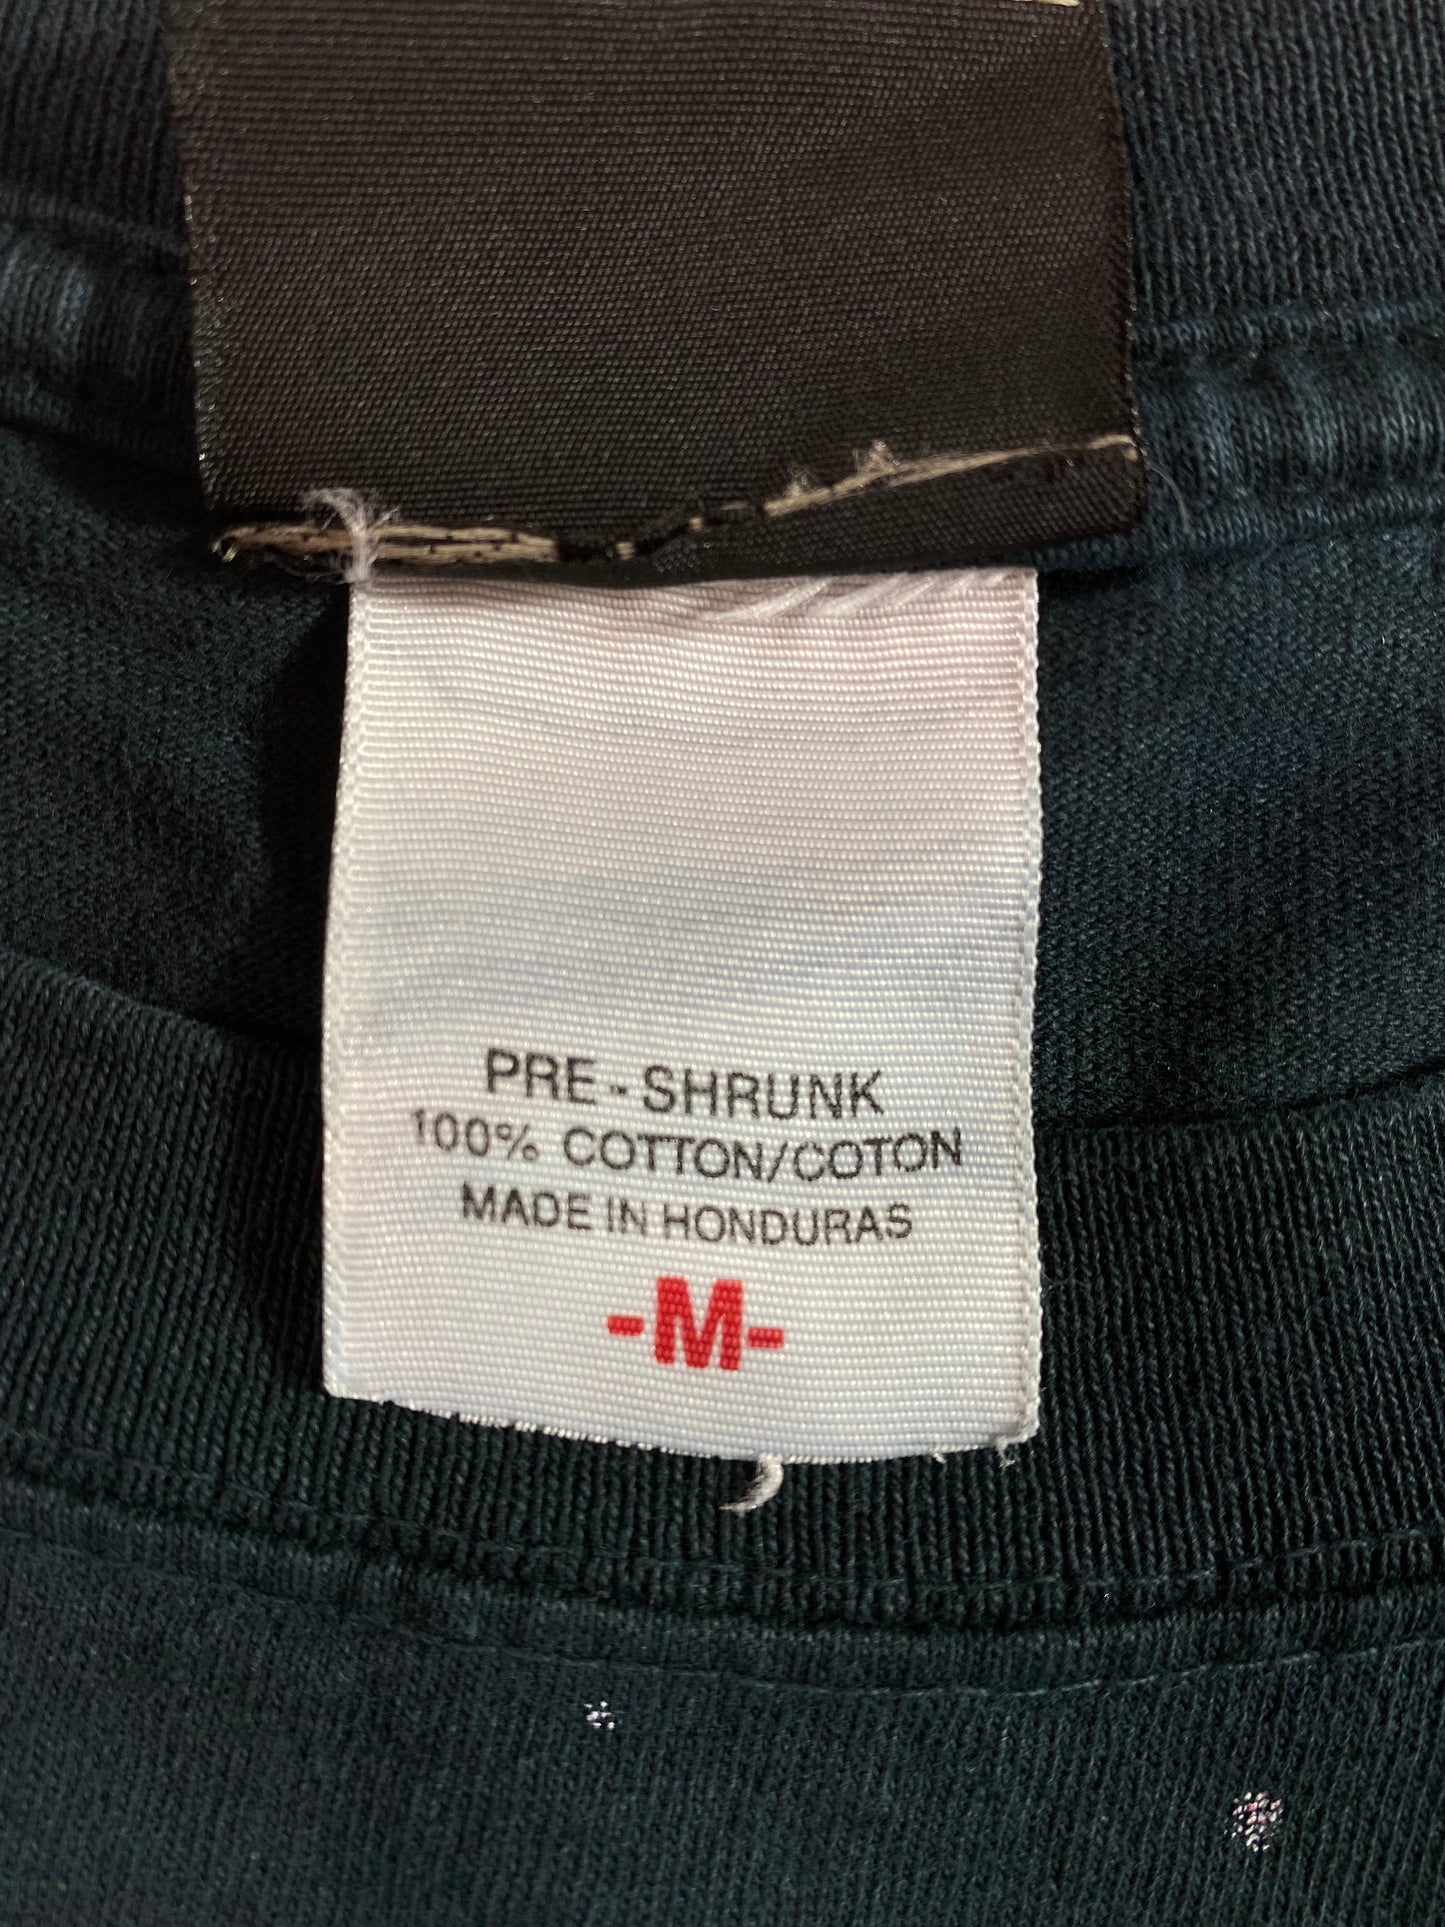 PRE-SHRUNK
100% COTTON/COTON
MADE IN HONDURAS
-M-